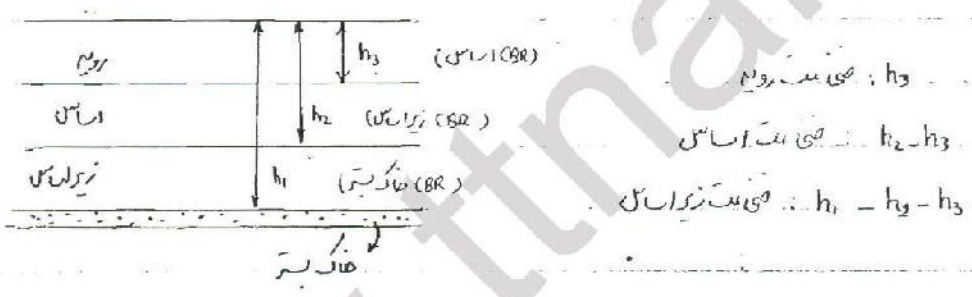 رویه
h₃
(CBR اساس)
h₃ : ضخامت رویه
اساس
h₂
(CBR زیراساس)
h₂ - h₃ : ضخامت اساس
زیراساس
h₁
(CBR خاک بستر)
h₁ - h₂ - h₃ : ضخامت زیراساس
خاک بستر